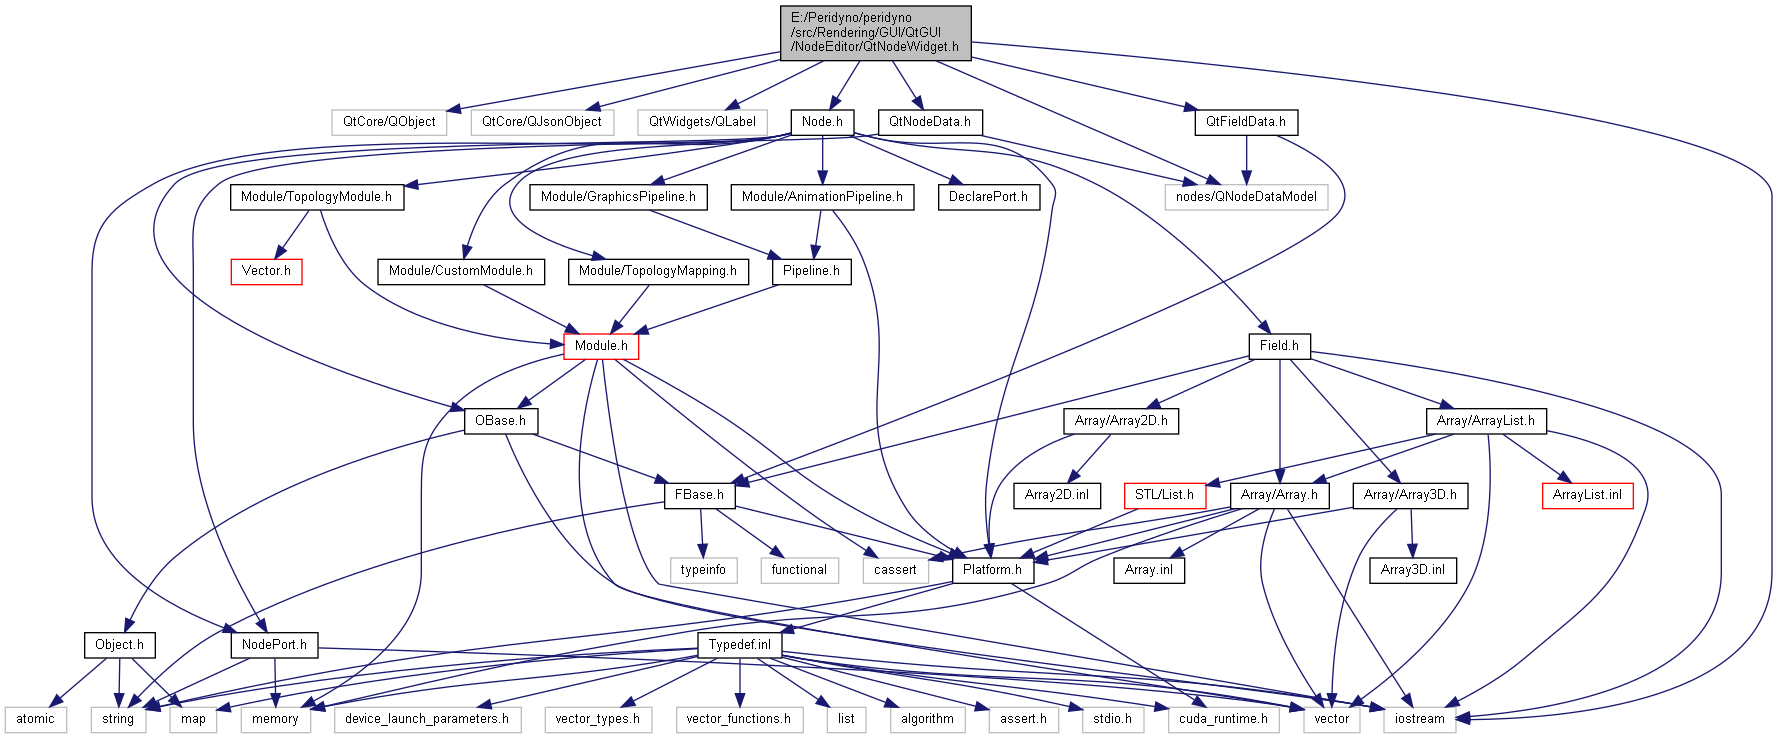 E:/Peridyno/peridyno
/src/Rendering/GUI/QtGUI
/NodeEditor/QtNodeWidget.h
QtCore/QObject
QtCore/QJsonObject
QtWidgets/QLabel
Node.h
QtNodeData.h
QtFieldData.h
Module/TopologyModule.h
Module/GraphicsPipeline.h
Module/AnimationPipeline.h
DeclarePort.h
nodes/QNodeDataModel
Vector.h
Module/CustomModule.h
Module/TopologyMapping.h
Pipeline.h
Module.h
Field.h
OBase.h
Array/Array2D.h
Array/ArrayList.h
FBase.h
Array2D.inl
STL/List.h
Array/Array.h
Array/Array3D.h
ArrayList.inl
typeinfo
functional
cassert
Platform.h
Array.inl
Array3D.inl
Object.h
NodePort.h
Typedef.inl
atomic
string
map
memory
device_launch_parameters.h
vector_types.h
vector_functions.h
list
algorithm
assert.h
stdio.h
cuda_runtime.h
vector
iostream